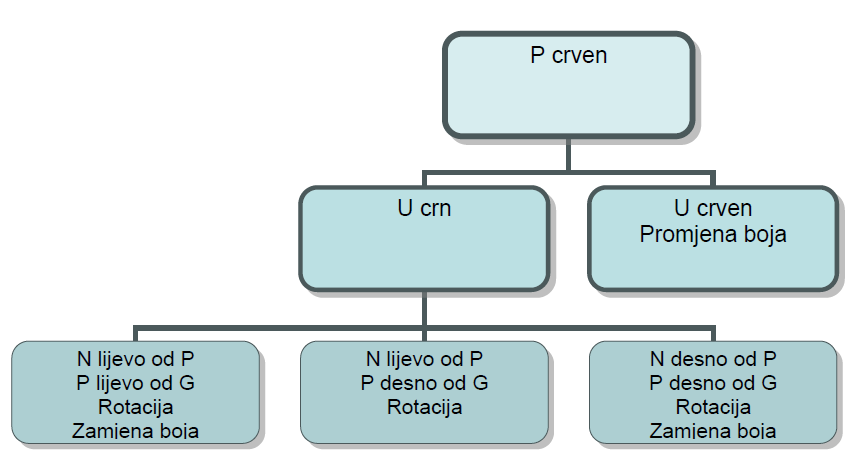 P crven
U crn
U crven
Promjena boja
N lijevo od P
P lijevo od G
Rotacija
Zamjena boja
N lijevo od P
P desno od G
Rotacija
N desno od P
P desno od G
Rotacija
Zamjena boja